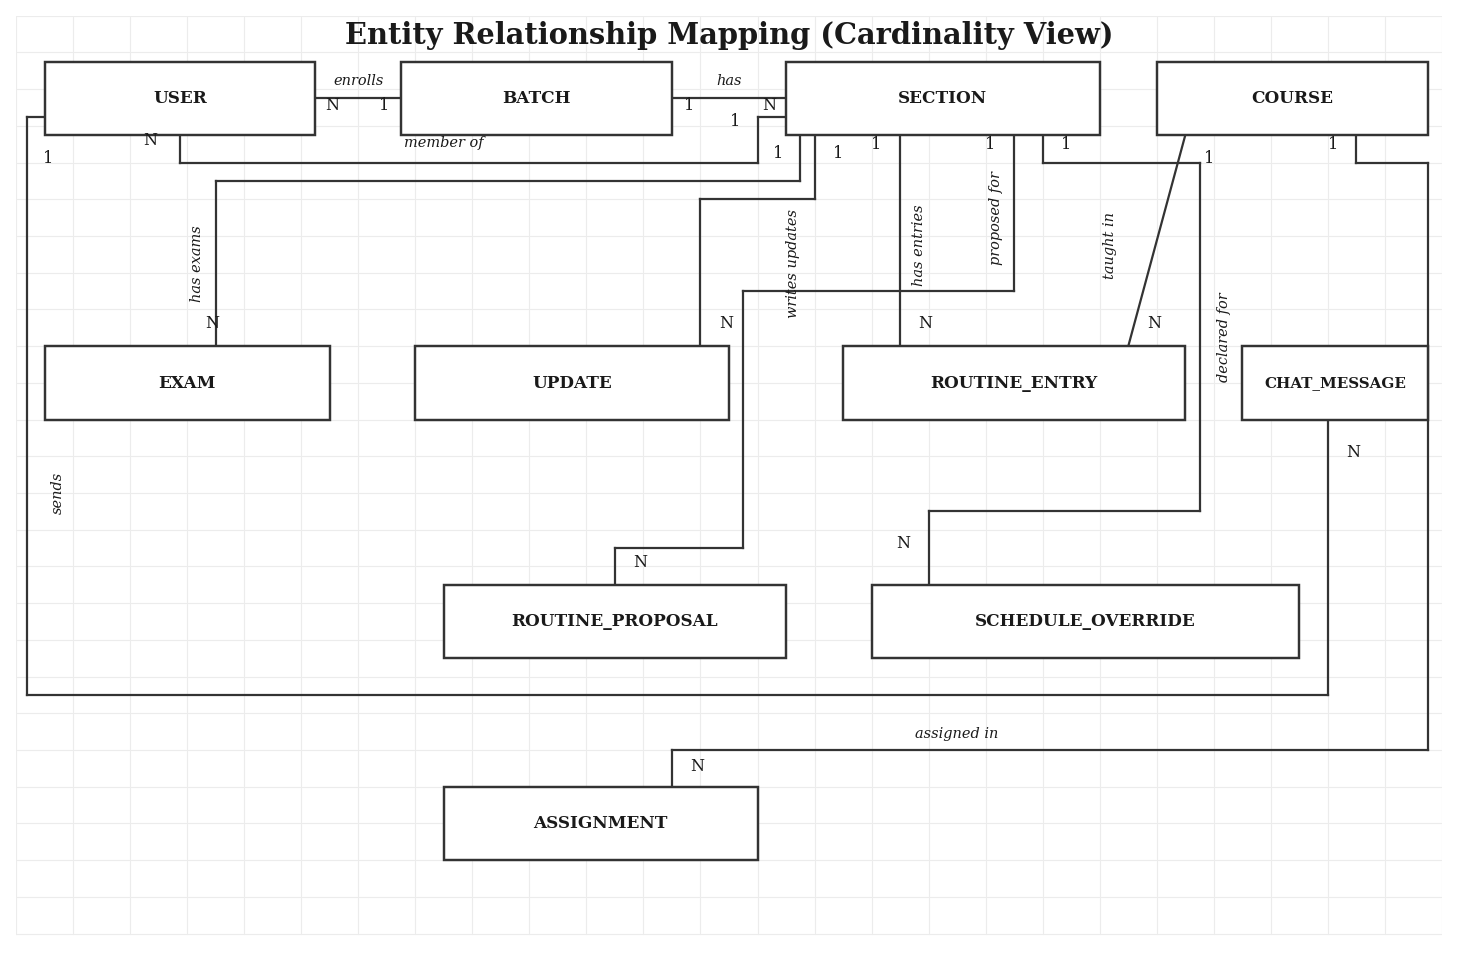 Entity Relationship Mapping (Cardinality View)
USER
enrolls
N
1
BATCH
has
1
N
SECTION
COURSE
1
N
member of
1
1
1
1
1
1
1
1
has exams
writes updates
has entries
proposed for
taught in
declared for
N
N
N
N
EXAM
UPDATE
ROUTINE_ENTRY
CHAT_MESSAGE
N
sends
N
N
ROUTINE_PROPOSAL
SCHEDULE_OVERRIDE
assigned in
N
ASSIGNMENT